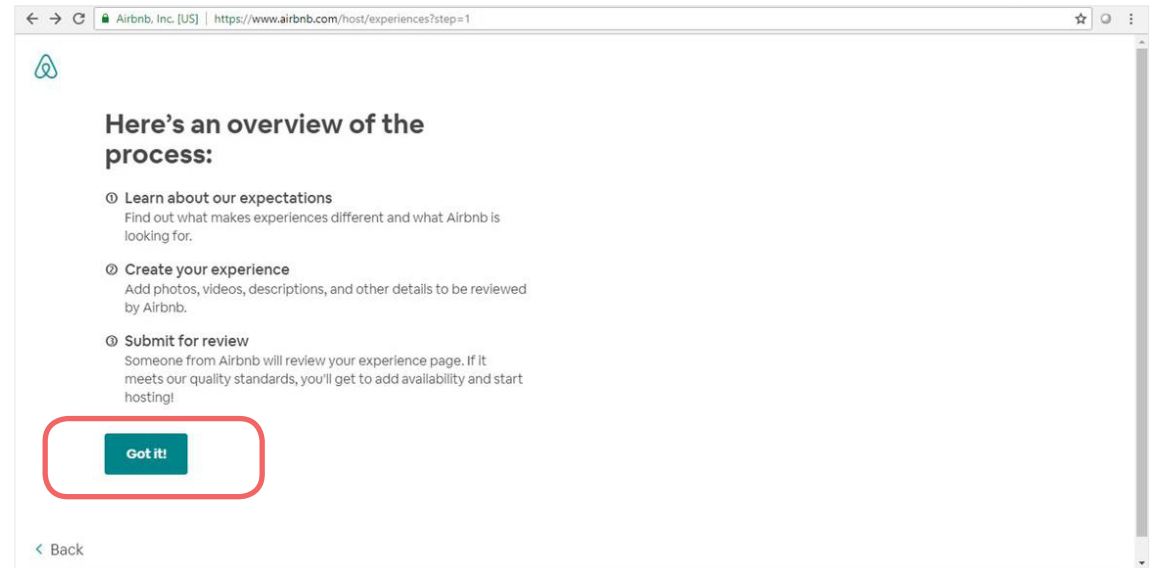 Airbnb, Inc. [US] | https://www.airbnb.com/host/experiences?step=1
Here's an overview of the
process:
① Learn about our expectations
Find out what makes experiences different and what Airbnb is
looking for.
② Create your experience
Add photos, videos, descriptions, and other details to be reviewed
by Airbnb.
③ Submit for review
Someone from Airbnb will review your experience page. If it
meets our quality standards, you'll get to add availability and start
hosting!
Got it!
< Back